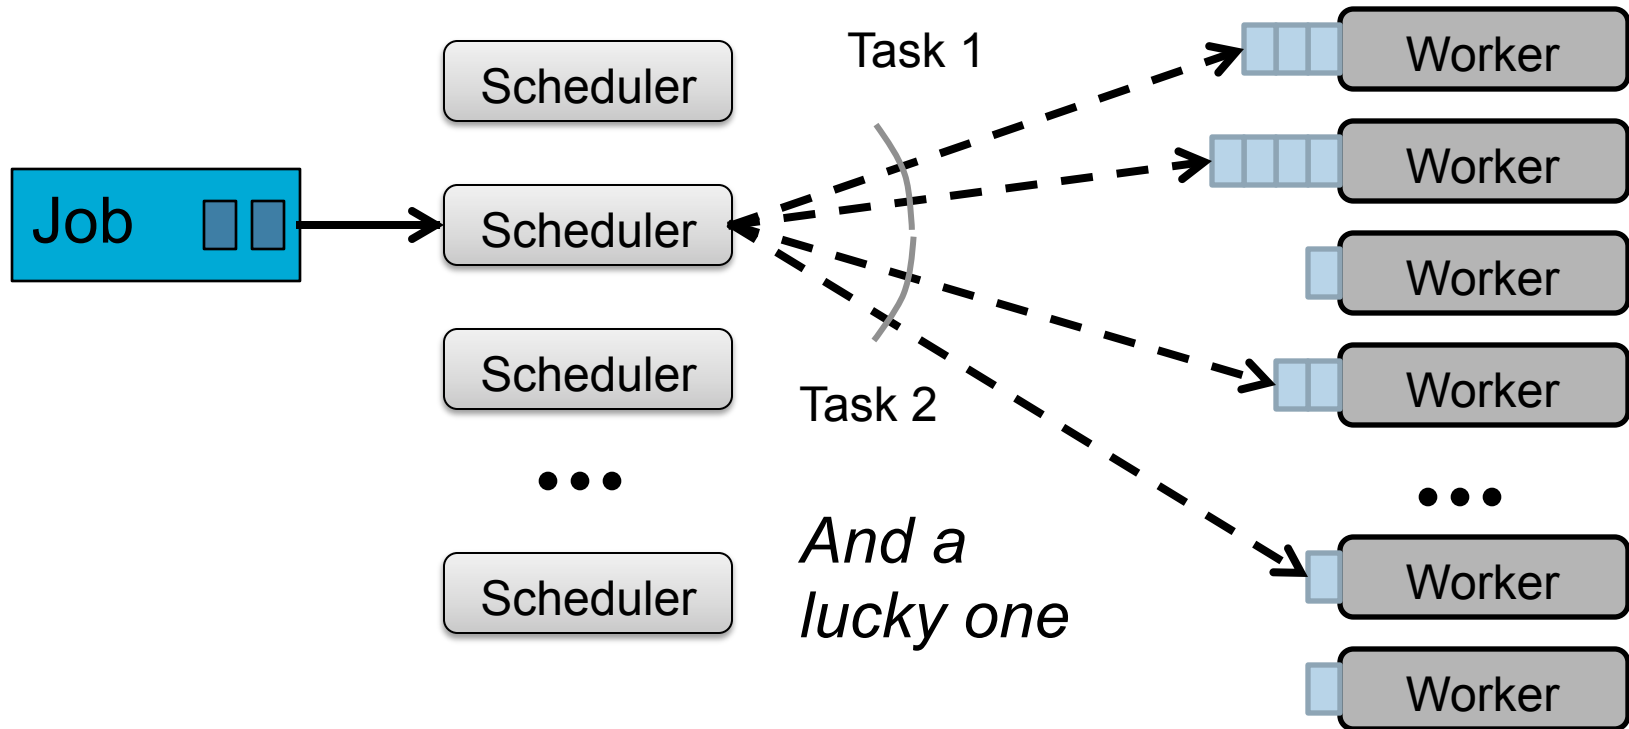 Job
Scheduler
Scheduler
Scheduler
Scheduler
Task 1
Task 2
And a
lucky one
Worker
Worker
Worker
Worker
Worker
Worker